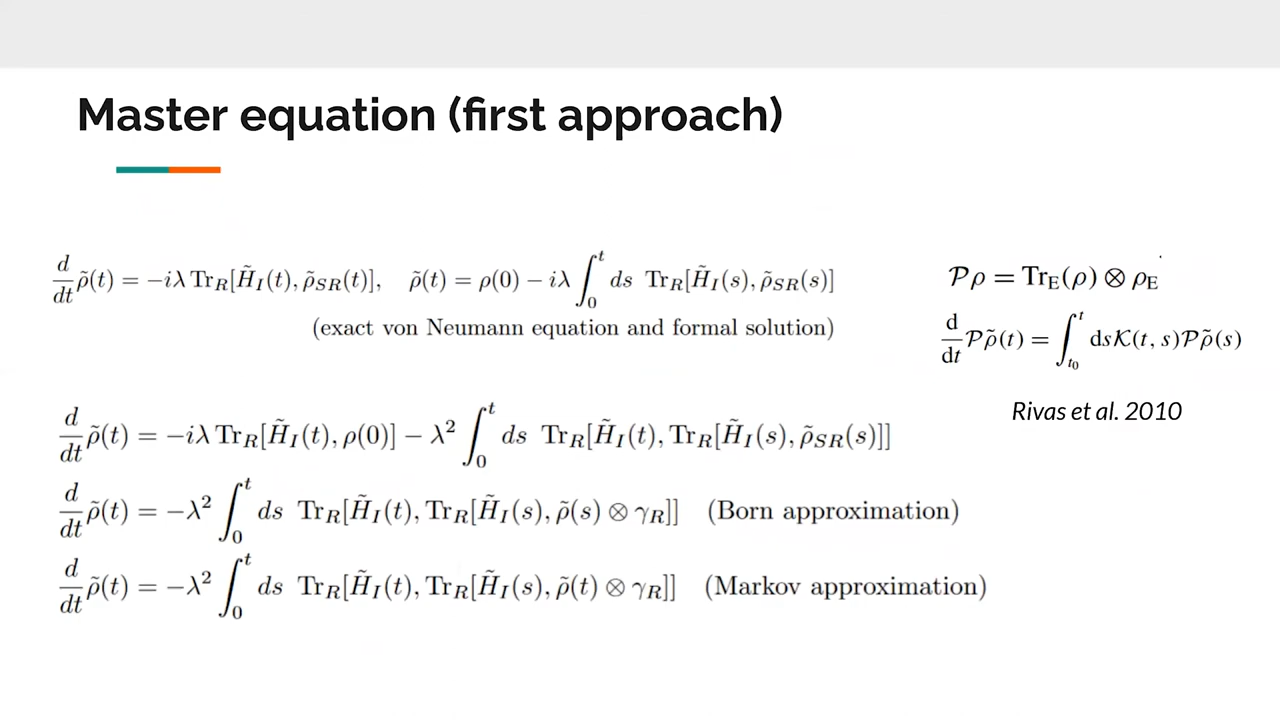 Master equation (first approach)
d/dt ρ̃(t) = −iλ Tr_R[H̃_I(t), ρ̃_SR(t)],   ρ̃(t) = ρ(0) − iλ ∫_0^t ds Tr_R[H̃_I(s), ρ̃_SR(s)]
(exact von Neumann equation and formal solution)
d/dt ρ̃(t) = −iλ Tr_R[H̃_I(t), ρ(0)] − λ² ∫_0^t ds Tr_R[H̃_I(t), Tr_R[H̃_I(s), ρ̃_SR(s)]]
d/dt ρ̃(t) = −λ² ∫_0^t ds Tr_R[H̃_I(t), Tr_R[H̃_I(s), ρ̃(s) ⊗ γ_R]]   (Born approximation)
d/dt ρ̃(t) = −λ² ∫_0^t ds Tr_R[H̃_I(t), Tr_R[H̃_I(s), ρ̃(t) ⊗ γ_R]]   (Markov approximation)
𝒫ρ = Tr_E(ρ) ⊗ ρ_E
d/dt 𝒫ρ̃(t) = ∫_{t_0}^t ds𝒦(t, s)𝒫ρ̃(s)
Rivas et al. 2010